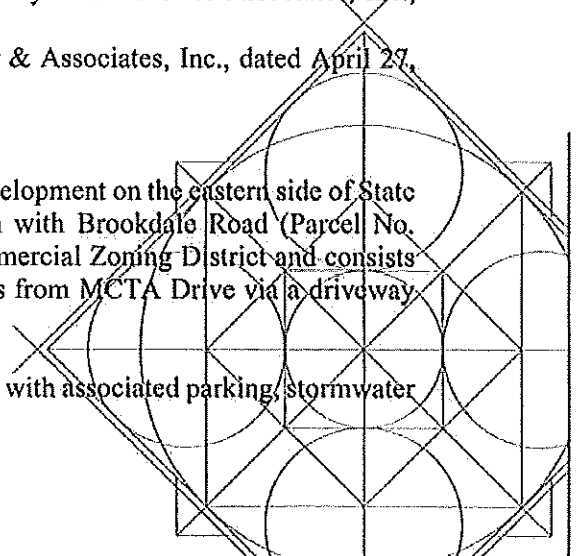 & Associates, Inc., dated April 27,
elopment on the eastern side of State
with Brookdale Road (Parcel No.
mmercial Zoning District and consists
s from MCTA Drive via a driveway
with associated parking, stormwater